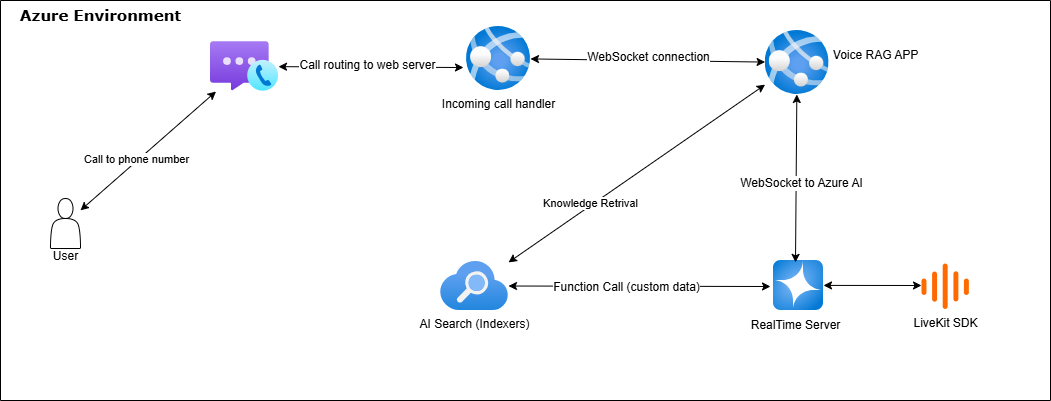 Azure Environment
WebSocket connection
Voice RAG APP
Call routing to web server
Incoming call handler
Call to phone number
WebSocket to Azure AI
Knowledge Retrival
User
Function Call (custom data)
AI Search (Indexers)
RealTime Server
LiveKit SDK